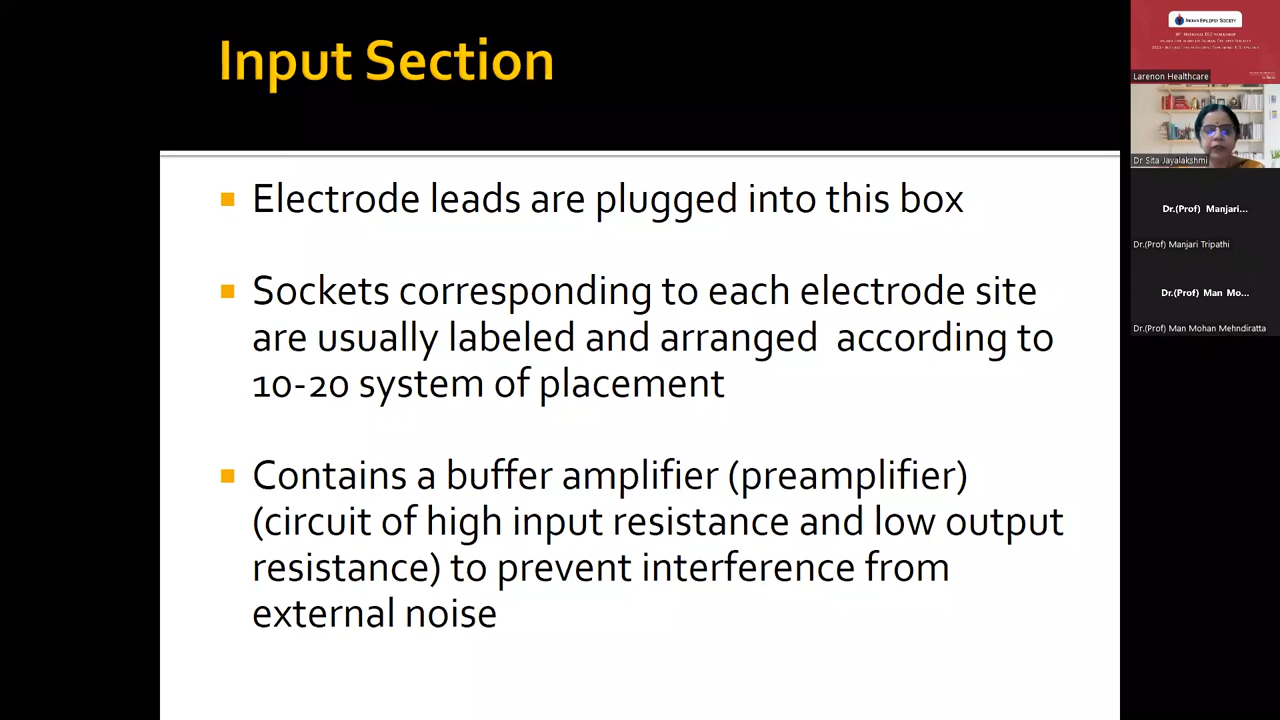 Input Section
Electrode leads are plugged into this box
Sockets corresponding to each electrode site
are usually labeled and arranged according to
10-20 system of placement
Contains a buffer amplifier (preamplifier)
(circuit of high input resistance and low output
resistance) to prevent interference from
external noise
INDIAN EPILEPSY SOCIETY
Larenon Healthcare
Dr Sita Jayalakshmi
Dr.(Prof) Manjari...
Dr.(Prof) Manjari Tripathi
Dr.(Prof) Man Mo...
Dr.(Prof) Man Mohan Mehndiratta